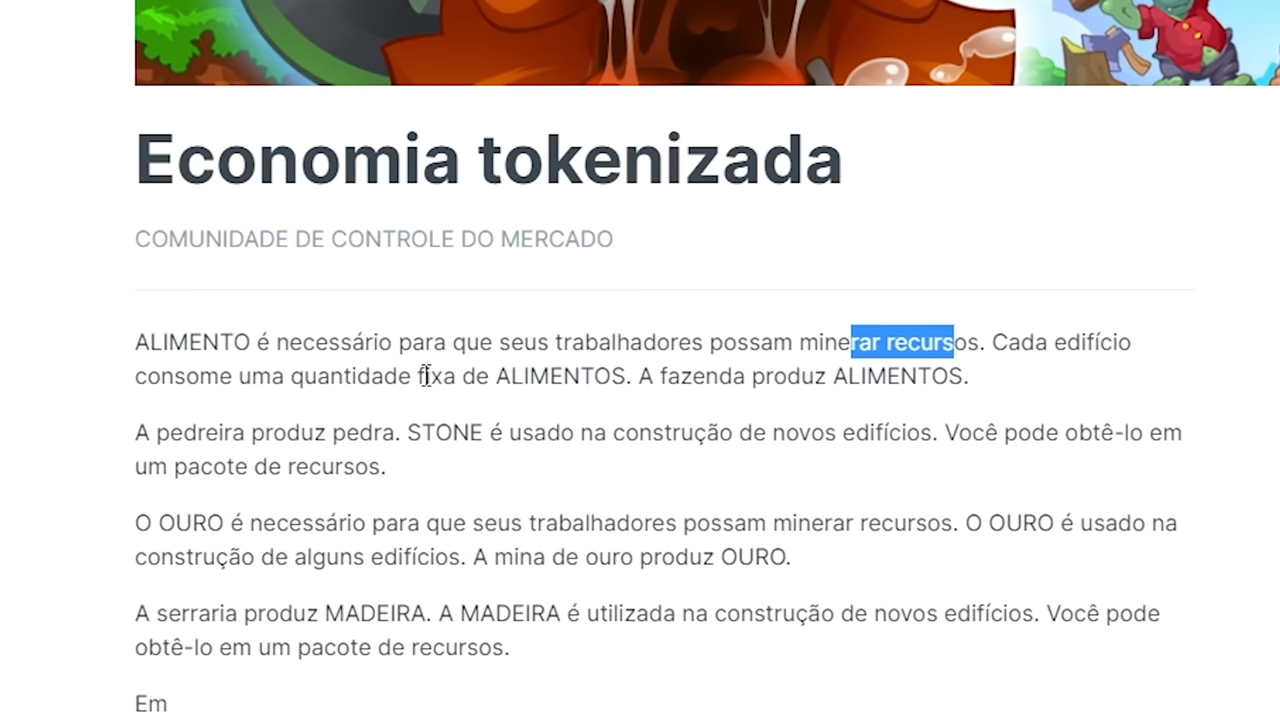 Economia tokenizada
COMUNIDADE DE CONTROLE DO MERCADO
ALIMENTO é necessário para que seus trabalhadores possam minerar recursos. Cada edifício
consome uma quantidade fixa de ALIMENTOS. A fazenda produz ALIMENTOS.
A pedreira produz pedra. STONE é usado na construção de novos edifícios. Você pode obtê-lo em
um pacote de recursos.
O OURO é necessário para que seus trabalhadores possam minerar recursos. O OURO é usado na
construção de alguns edifícios. A mina de ouro produz OURO.
A serraria produz MADEIRA. A MADEIRA é utilizada na construção de novos edifícios. Você pode
obtê-lo em um pacote de recursos.
Em